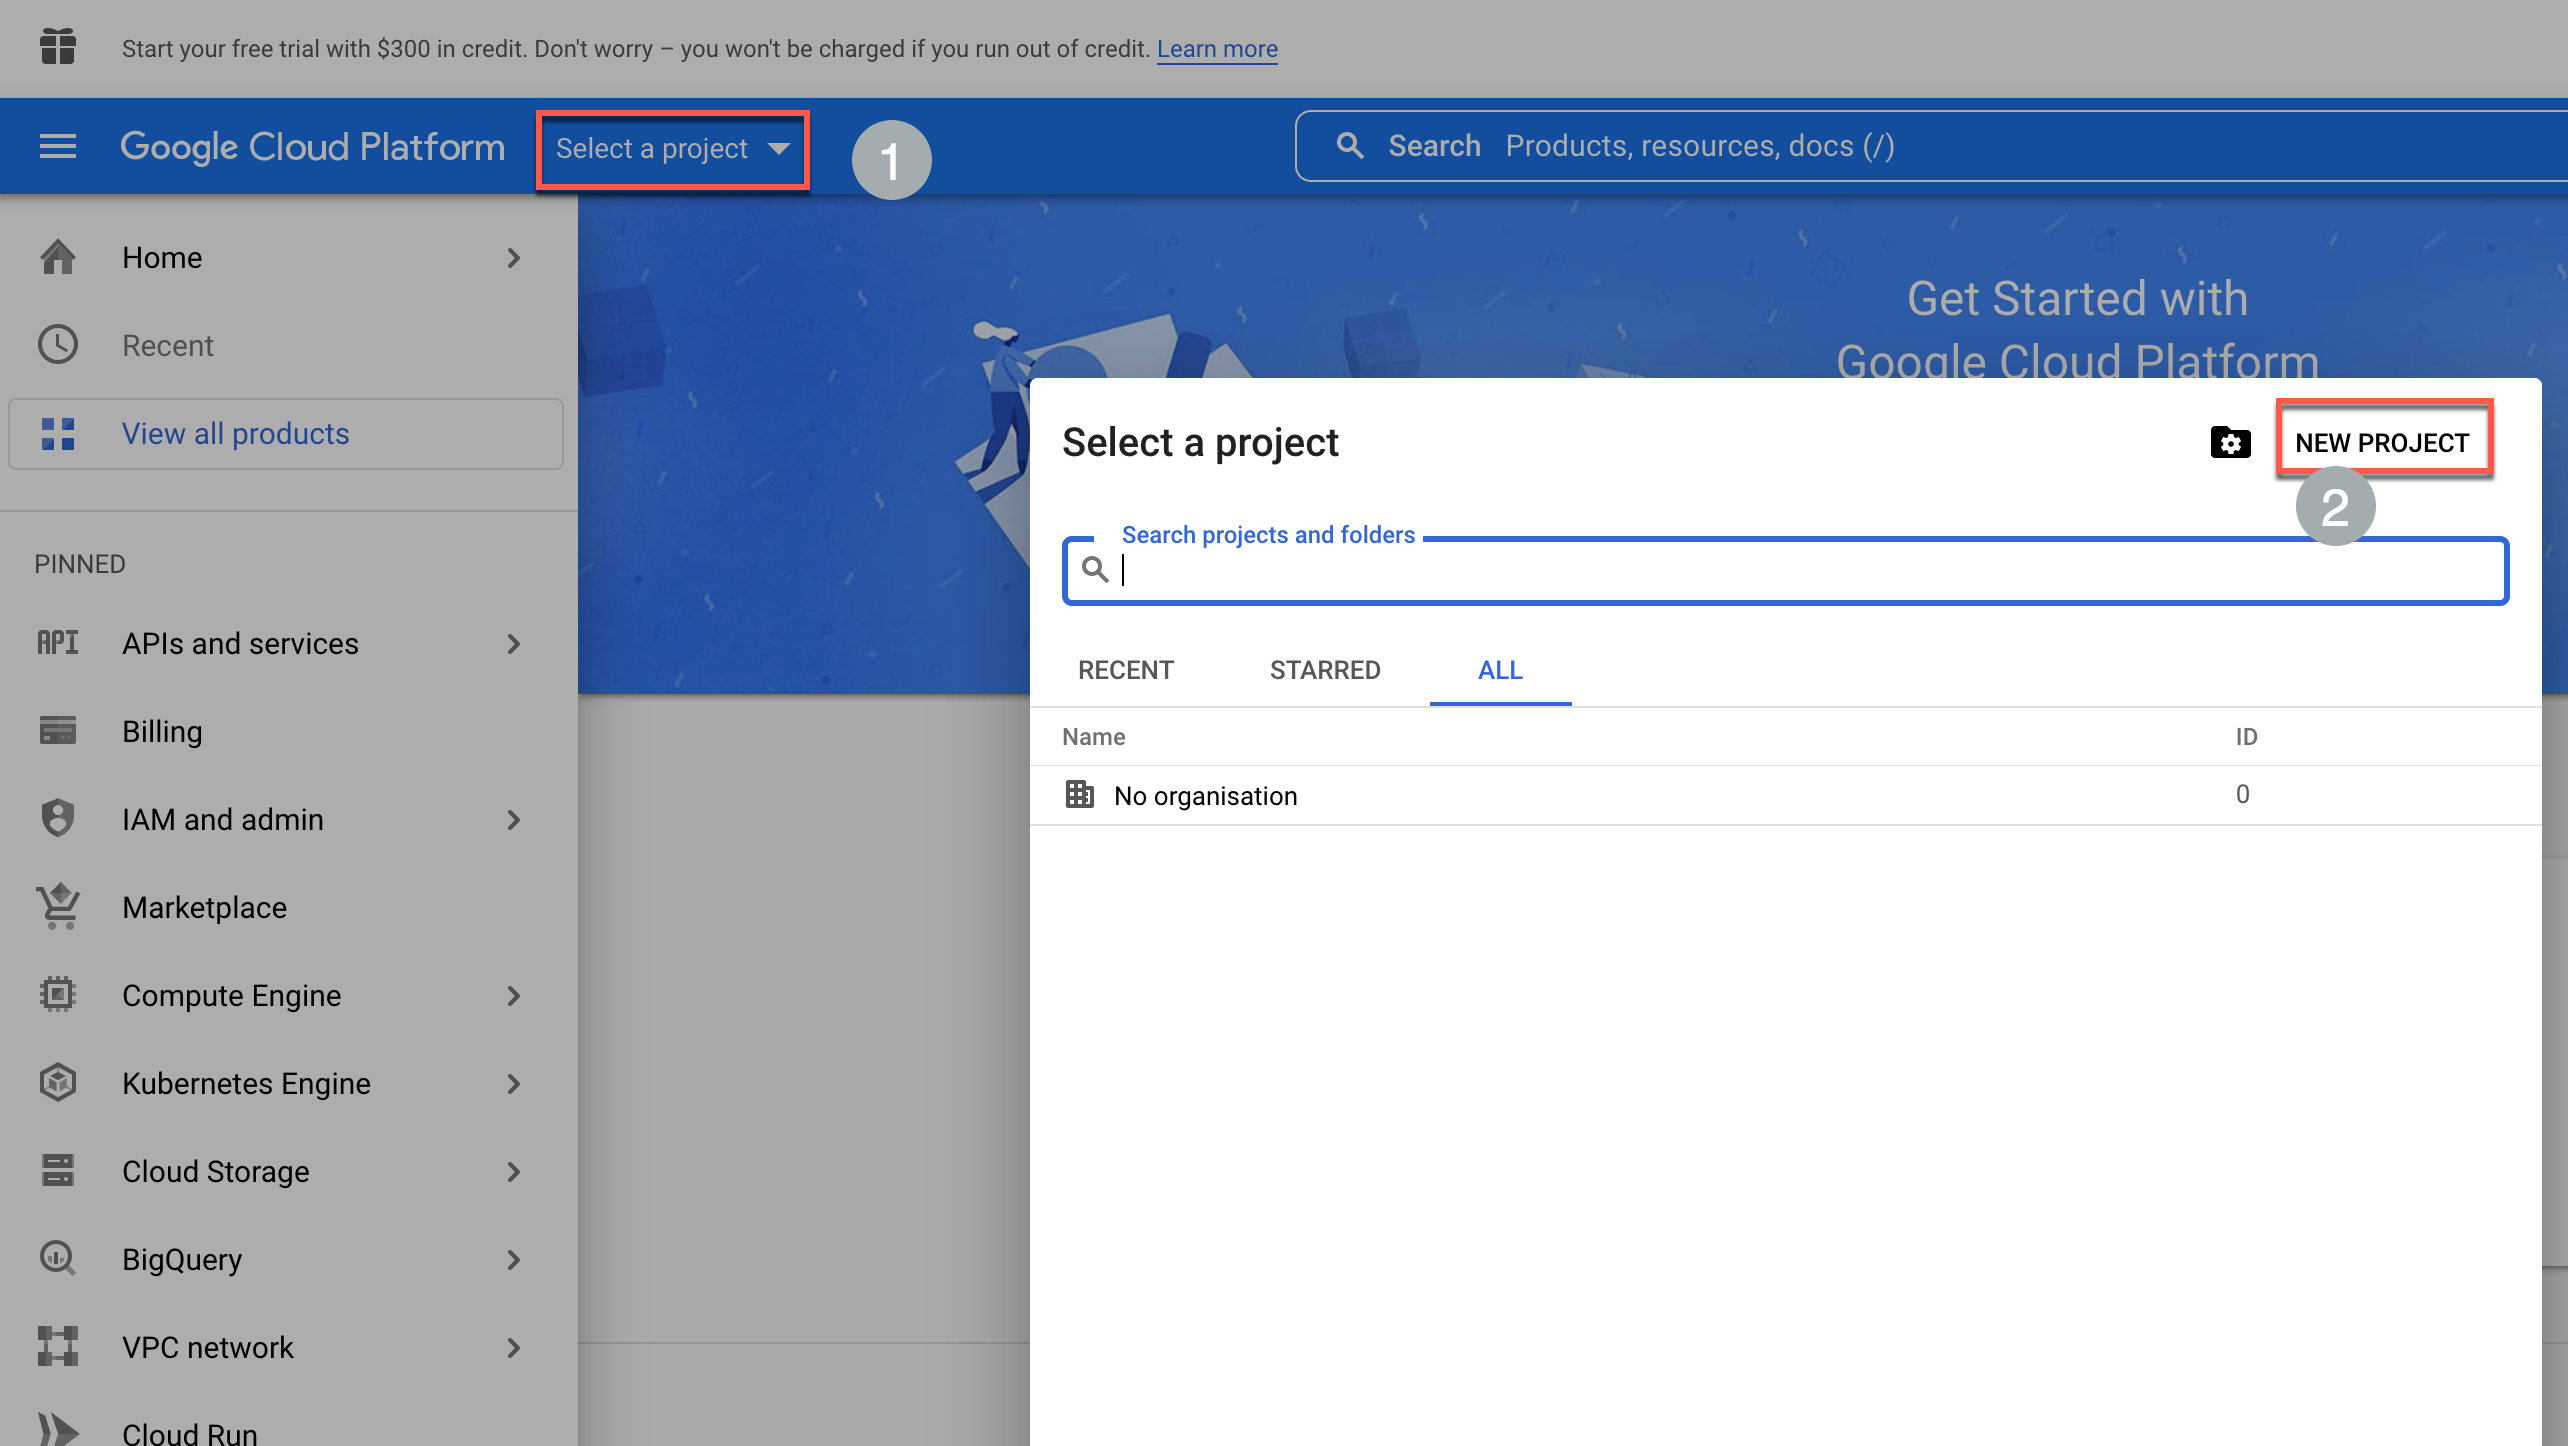 Start your free trial with $300 in credit. Don't worry – you won't be charged if you run out of credit. Learn more
Google Cloud Platform
Select a project
1
Search Products, resources, docs (/)
Home
Recent
View all products
PINNED
API APIs and services
Billing
IAM and admin
Marketplace
Compute Engine
Kubernetes Engine
Cloud Storage
BigQuery
VPC network
Cloud Run
Get Started with
Google Cloud Platform
Select a project
NEW PROJECT
2
Search projects and folders
RECENT STARRED ALL
Name ID
No organisation 0